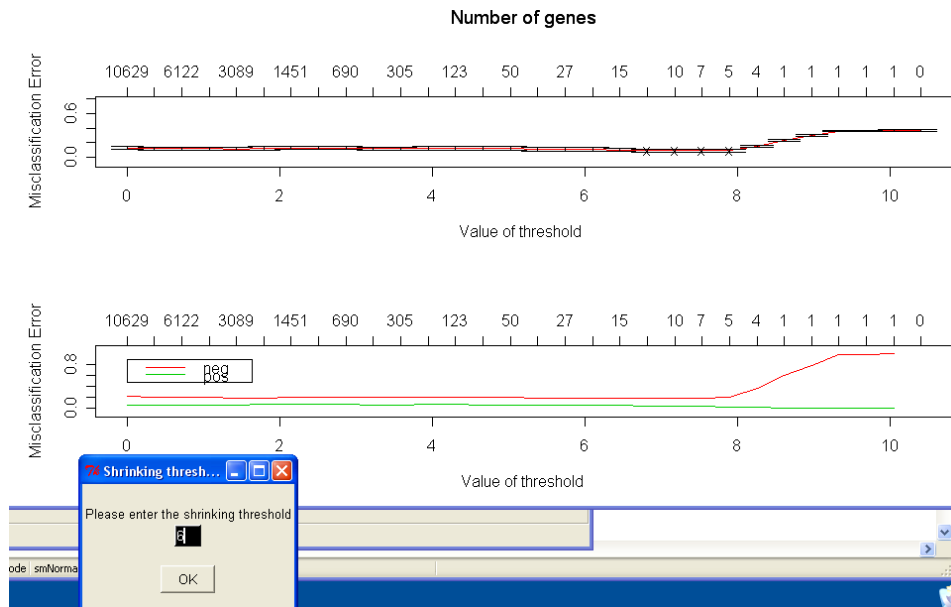 Number of genes
Misclassification Error
10629 6122 3089 1451 690 305 123 50 27 15 10 7 5 4 1 1 1 1 0
0.0 0.6
0 2 4 6 8 10
Value of threshold
Misclassification Error
10629 6122 3089 1451 690 305 123 50 27 15 10 7 5 4 1 1 1 1 0
0.0 0.8
neg
pos
0 2 4 6 8 10
Value of threshold
Shrinking thresh...
Please enter the shrinking threshold
6
OK
ode smNorma